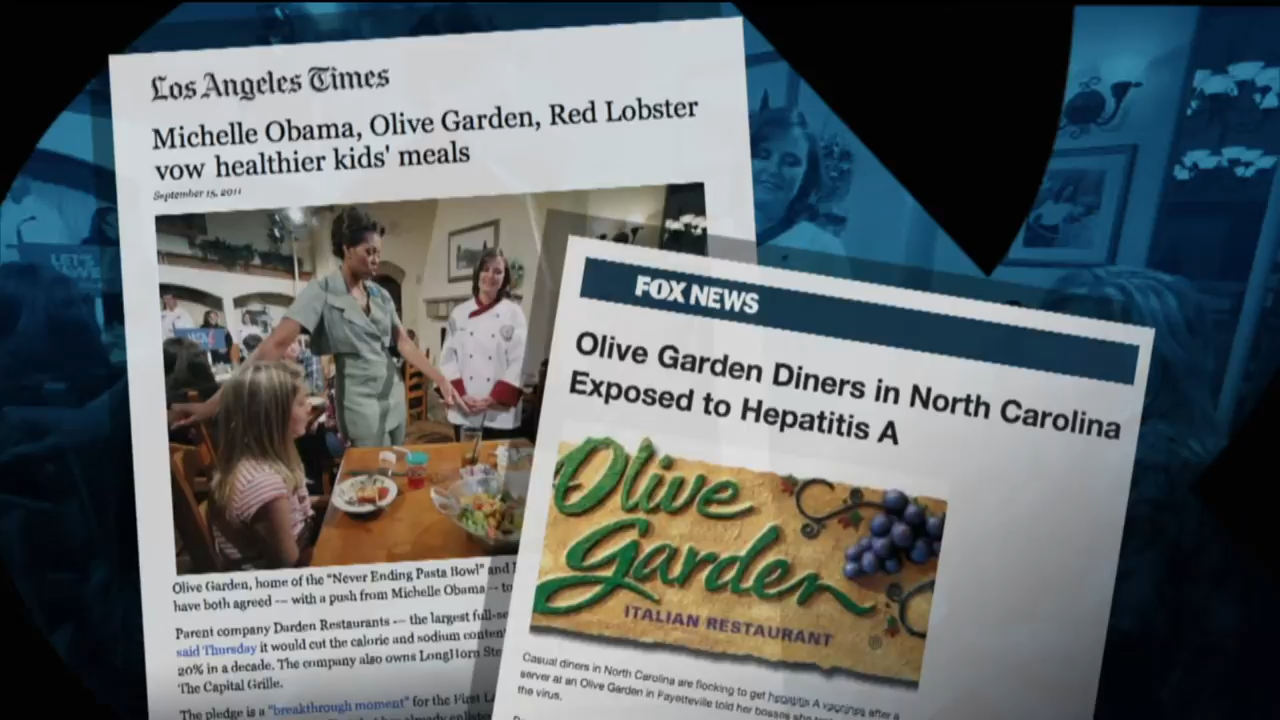 Los Angeles Times
Michelle Obama, Olive Garden, Red Lobster
vow healthier kids' meals
September 15, 2011
Olive Garden, home of the "Never Ending Pasta Bowl" and
have both agreed -- with a push from Michelle Obama -- to
Parent company Darden Restaurants -- the largest full-se
said Thursday it would cut the calorie and sodium conten
20% in a decade. The company also owns LongHorn Ste
The Capital Grille.
The pledge is a "breakthrough moment" for the First L
FOX NEWS
Olive Garden Diners in North Carolina
Exposed to Hepatitis A
Olive
Garden
ITALIAN RESTAURANT
®
Casual diners in North Carolina are flocking to get hepatitis A vaccines after a
server at an Olive Garden in Fayetteville told her bosses she
the virus.
LET'S